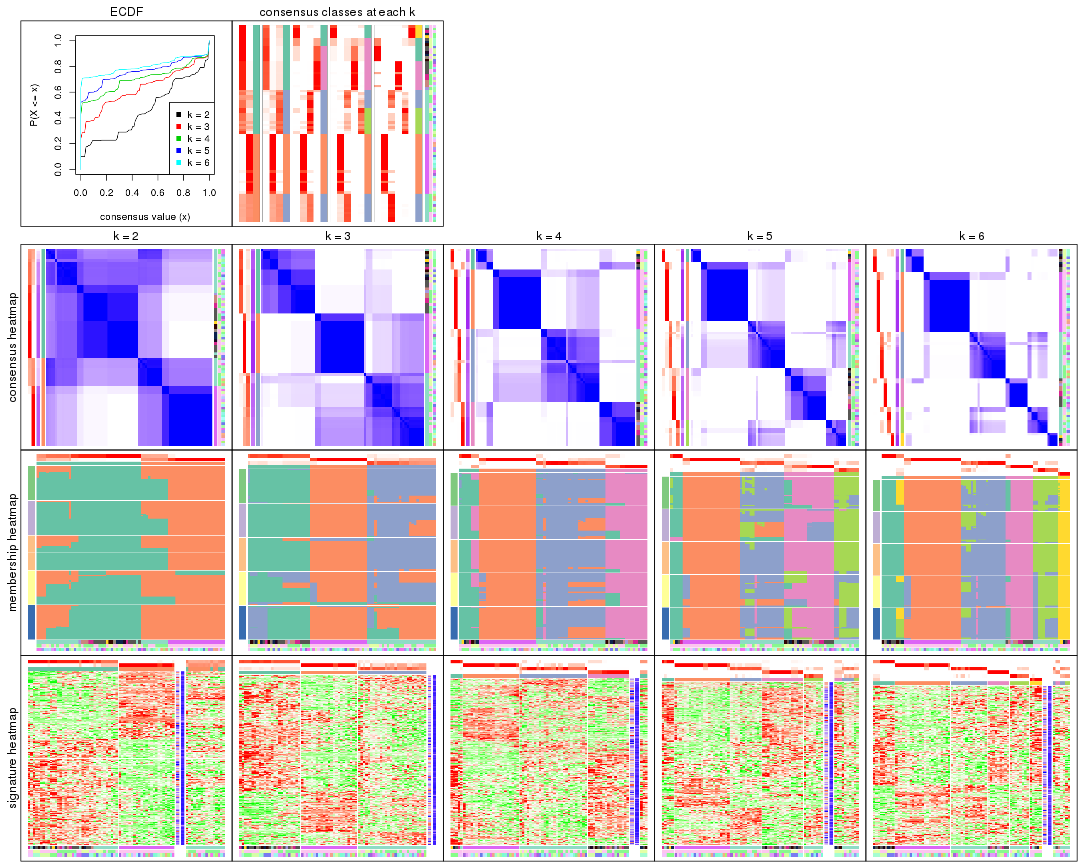 ECDF
consensus classes at each k
P(X <= x)
1.0
0.8
0.6
0.4
0.2
0.0
k = 2
k = 3
k = 4
k = 5
k = 6
0.0 0.2 0.4 0.6 0.8 1.0
consensus value (x)
k = 2
k = 3
k = 4
k = 5
k = 6
consensus heatmap
membership heatmap
signature heatmap